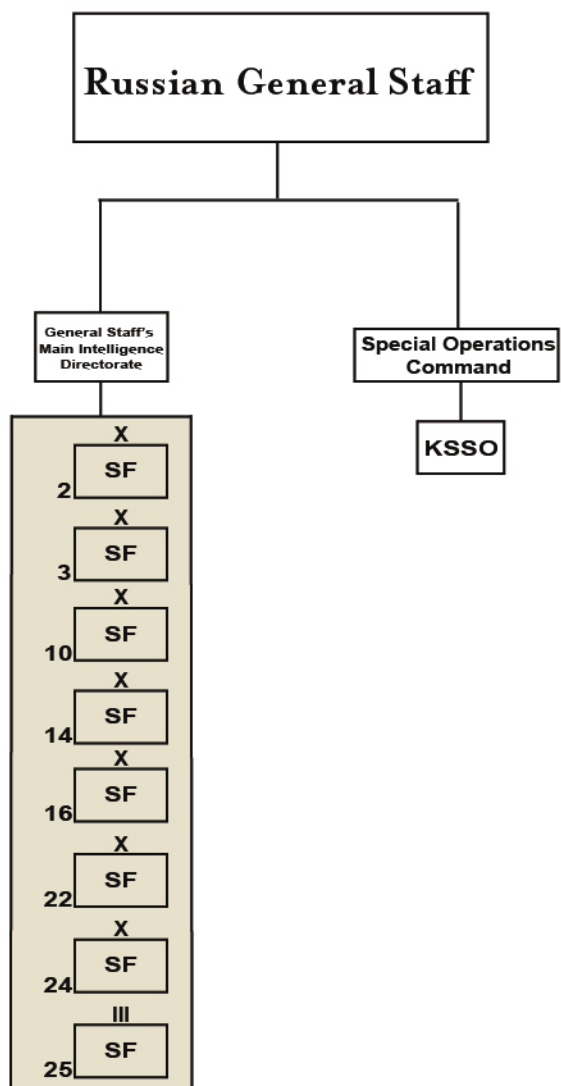 Russian General Staff
General Staff's
Main Intelligence
Directorate
Special Operations
Command
KSSO
X
SF
2
X
SF
3
X
SF
10
X
SF
14
X
SF
16
X
SF
22
X
SF
24
III
SF
25